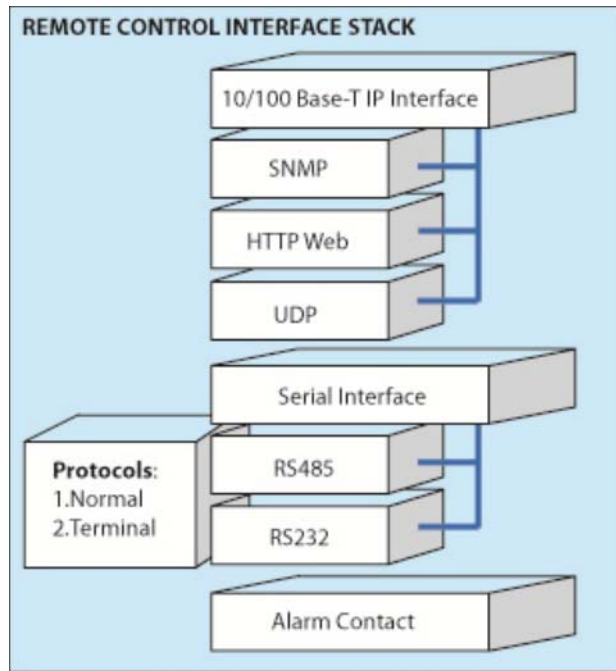 REMOTE CONTROL INTERFACE STACK
10/100 Base-T IP Interface
SNMP
HTTP Web
UDP
Serial Interface
Protocols:
1.Normal
2.Terminal
RS485
RS232
Alarm Contact